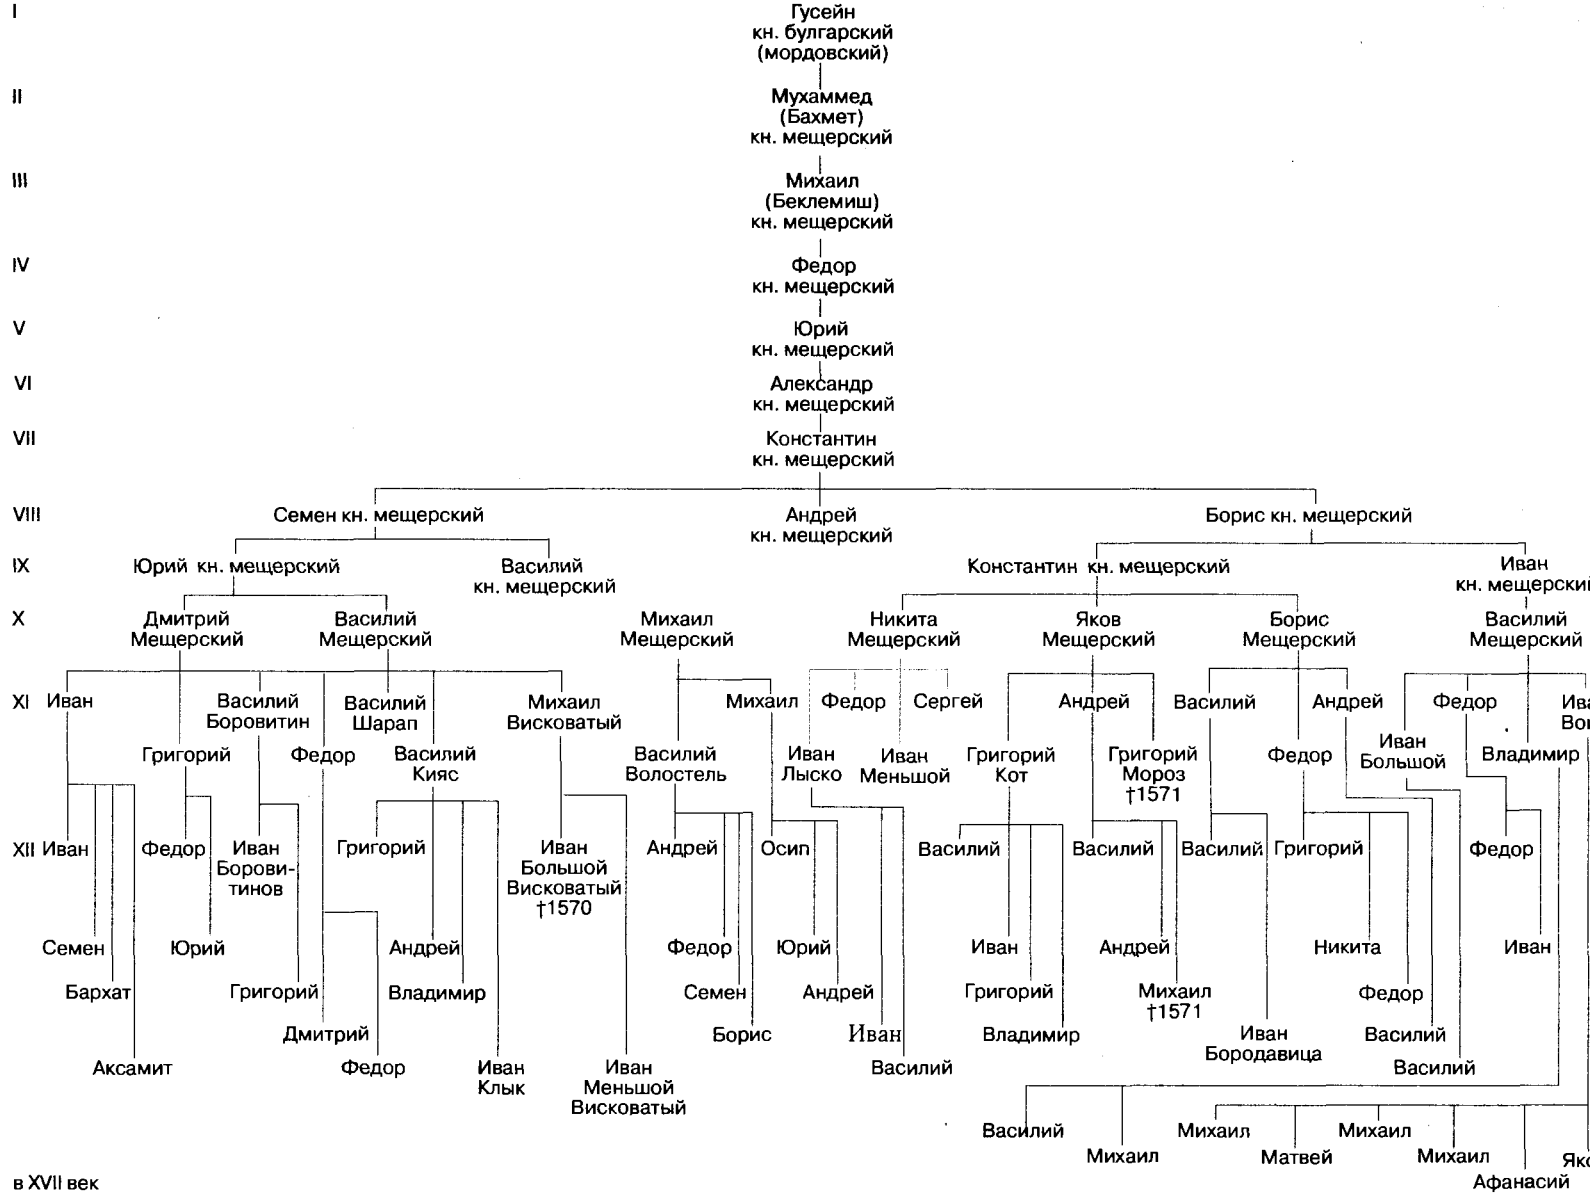 I
Гусейн
кн. булгарский
(мордовский)
II
Мухаммед
(Бахмет)
кн. мещерский
III
Михаил
(Беклемиш)
кн. мещерский
IV
Федор
кн. мещерский
V
Юрий
кн. мещерский
VI
Александр
кн. мещерский
VII
Константин
кн. мещерский
VIII
Семен кн. мещерский
Андрей
кн. мещерский
Борис кн. мещерский
IX
Юрий кн. мещерский
Василий
кн. мещерский
Константин кн. мещерский
Иван
кн. мещерский
X
Дмитрий
Мещерский
Василий
Мещерский
Михаил
Мещерский
Никита
Мещерский
Яков
Мещерский
Борис
Мещерский
Василий
Мещерский
XI
Иван
Василий
Боровитин
Василий
Шарап
Михаил
Висковатый
Михаил
Федор
Сергей
Андрей
Василий
Андрей
Федор
Григорий
Федор
Василий
Кияс
Василий
Волостель
Иван
Лыско
Иван
Меньшой
Григорий
Кот
Григорий
Мороз
†1571
Федор
Иван
Большой
Владимир
XII
Иван
Федор
Иван
Борови-
тинов
Григорий
Иван
Большой
Висковатый
†1570
Андрей
Осип
Василий
Василий
Василий
Григорий
Федор
Семен
Юрий
Андрей
Федор
Юрий
Иван
Андрей
Никита
Иван
Бархат
Григорий
Владимир
Семен
Андрей
Григорий
Михаил
†1571
Федор
Дмитрий
Борис
Иван
Владимир
Иван
Бородавица
Василий
Аксамит
Федор
Иван
Клык
Иван
Меньшой
Висковатый
Василий
Василий
Василий
Михаил
Михаил
Михаил
Матвей
Михаил
Афанасий
в XVII век